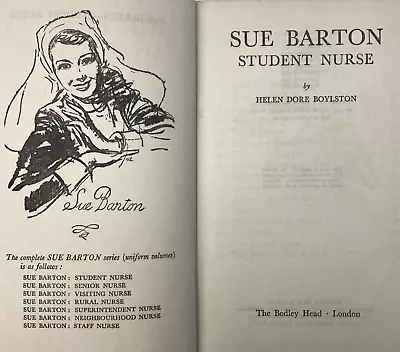 Sue Barton
The complete SUE BARTON series (uniform volumes)
is as follows :
SUE BARTON : STUDENT NURSE
SUE BARTON : SENIOR NURSE
SUE BARTON : VISITING NURSE
SUE BARTON : RURAL NURSE
SUE BARTON : SUPERINTENDENT NURSE
SUE BARTON : NEIGHBOURHOOD NURSE
SUE BARTON : STAFF NURSE
SUE BARTON
STUDENT NURSE
by
HELEN DORE BOYLSTON
The Bodley Head · London